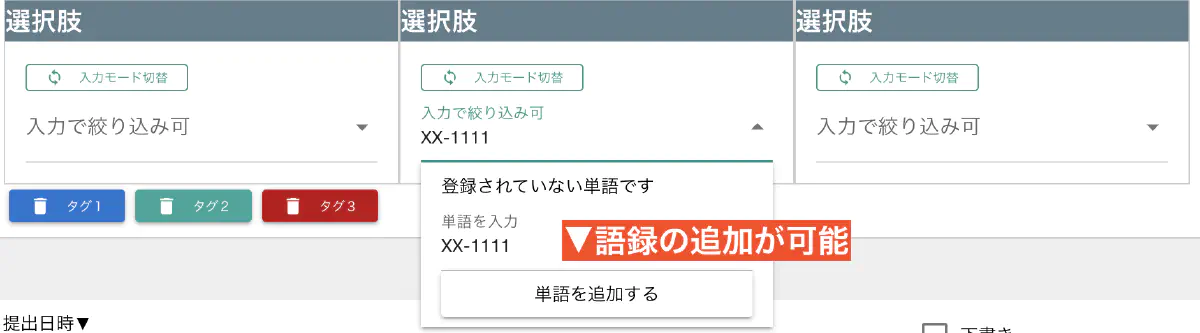 選択肢
選択肢
選択肢
入力モード切替
入力モード切替
入力モード切替
入力で絞り込み可
入力で絞り込み可
XX-1111
入力で絞り込み可
登録されていない単語です
タグ1
タグ2
タグ3
単語を入力
XX-1111
▼語録の追加が可能
単語を追加する
提出日時▼
下書き